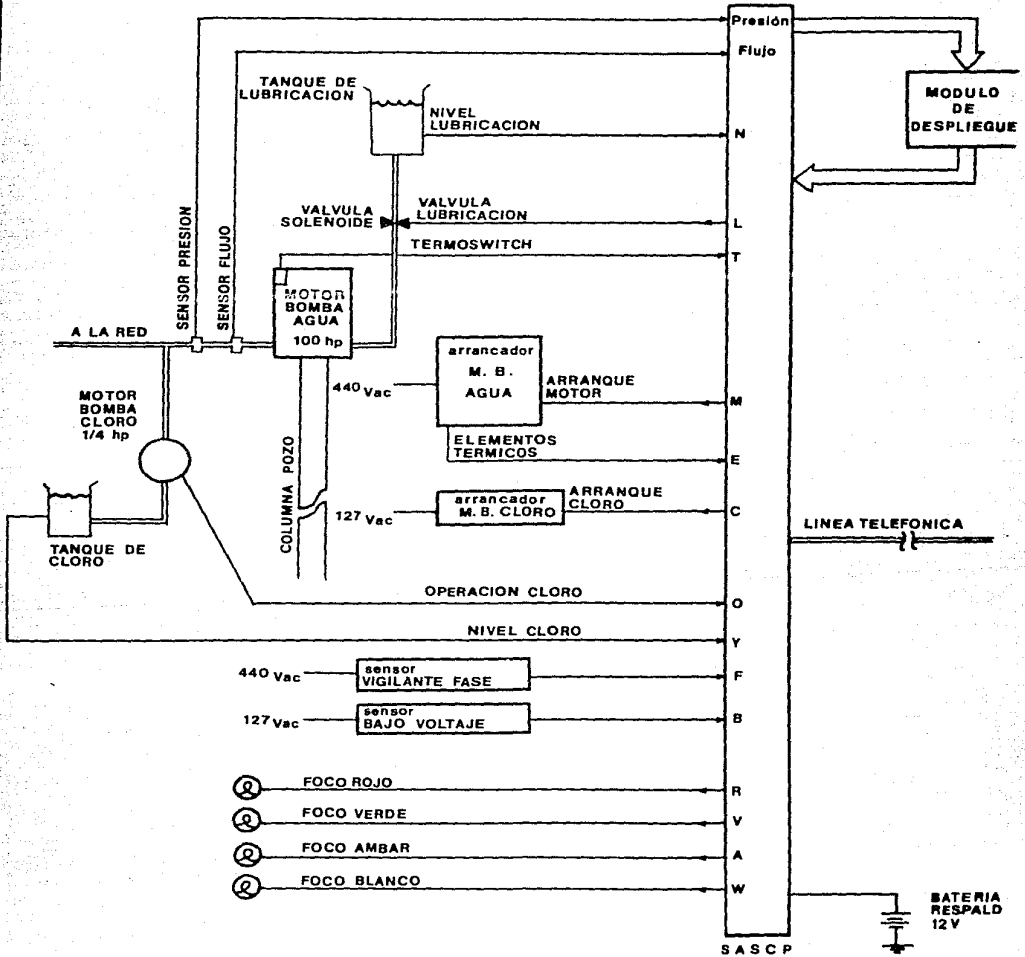 Presión
Flujo
TANQUE DE
LUBRICACION
NIVEL
LUBRICACION
N
MODULO
DE
DESPLIEGUE
VALVULA
SOLENOIDE
VALVULA
LUBRICACION
L
TERMOSWITCH
T
SENSOR PRESION
SENSOR FLUJO
MOTOR
BOMBA
AGUA
100 hp
A LA RED
arrancador
M. B.
AGUA
440 Vac
ARRANQUE
MOTOR
M
MOTOR
BOMBA
CLORO
1/4 hp
ELEMENTOS
TERMICOS
E
COLUMNA POZO
127 Vac
arrancador
M. B. CLORO
ARRANQUE
CLORO
C
LINEA TELEFONICA
TANQUE DE
CLORO
OPERACION CLORO
O
NIVEL CLORO
Y
440 Vac
sensor
VIGILANTE FASE
F
127 Vac
sensor
BAJO VOLTAJE
B
FOCO ROJO
R
FOCO VERDE
V
FOCO AMBAR
A
FOCO BLANCO
W
BATERIA
RESPALD
12 V
SASCP